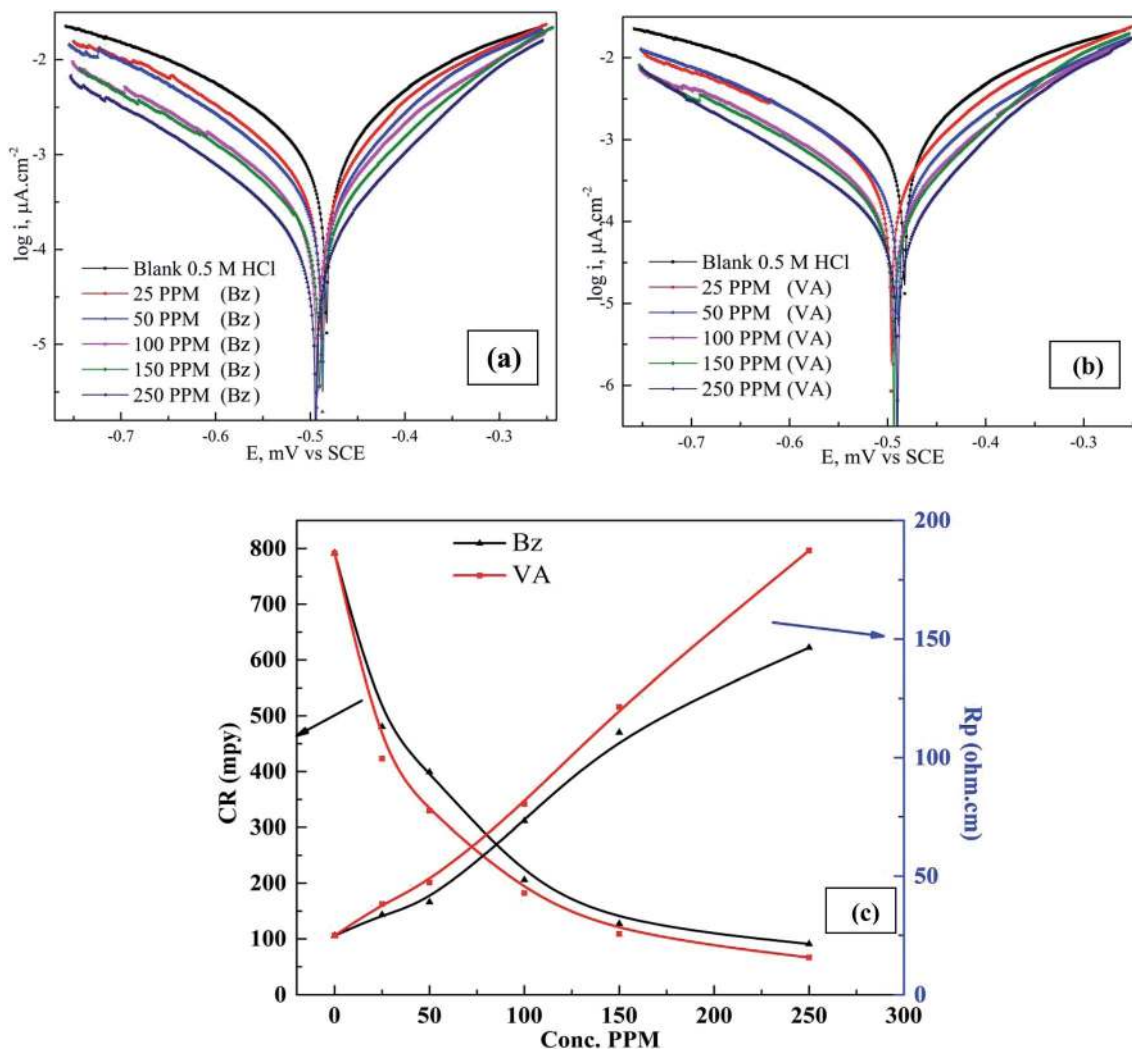 -2
-3
-4
-5
log i, μA.cm-2
Blank 0.5 M HCl
25 PPM (Bz)
50 PPM (Bz)
100 PPM (Bz)
150 PPM (Bz)
250 PPM (Bz)
(a)
-0.7 -0.6 -0.5 -0.4 -0.3
E, mV vs SCE
-2
-3
-4
-5
-6
log i, μA.cm-2
Blank 0.5 M HCl
25 PPM (VA)
50 PPM (VA)
100 PPM (VA)
150 PPM (VA)
250 PPM (VA)
(b)
-0.7 -0.6 -0.5 -0.4 -0.3
E, mV vs SCE
800
700
600
500
400
300
200
100
0
CR (mpy)
Bz
VA
200
150
100
50
0
Rp (ohm.cm)
(c)
0 50 100 150 200 250 300
Conc. PPM